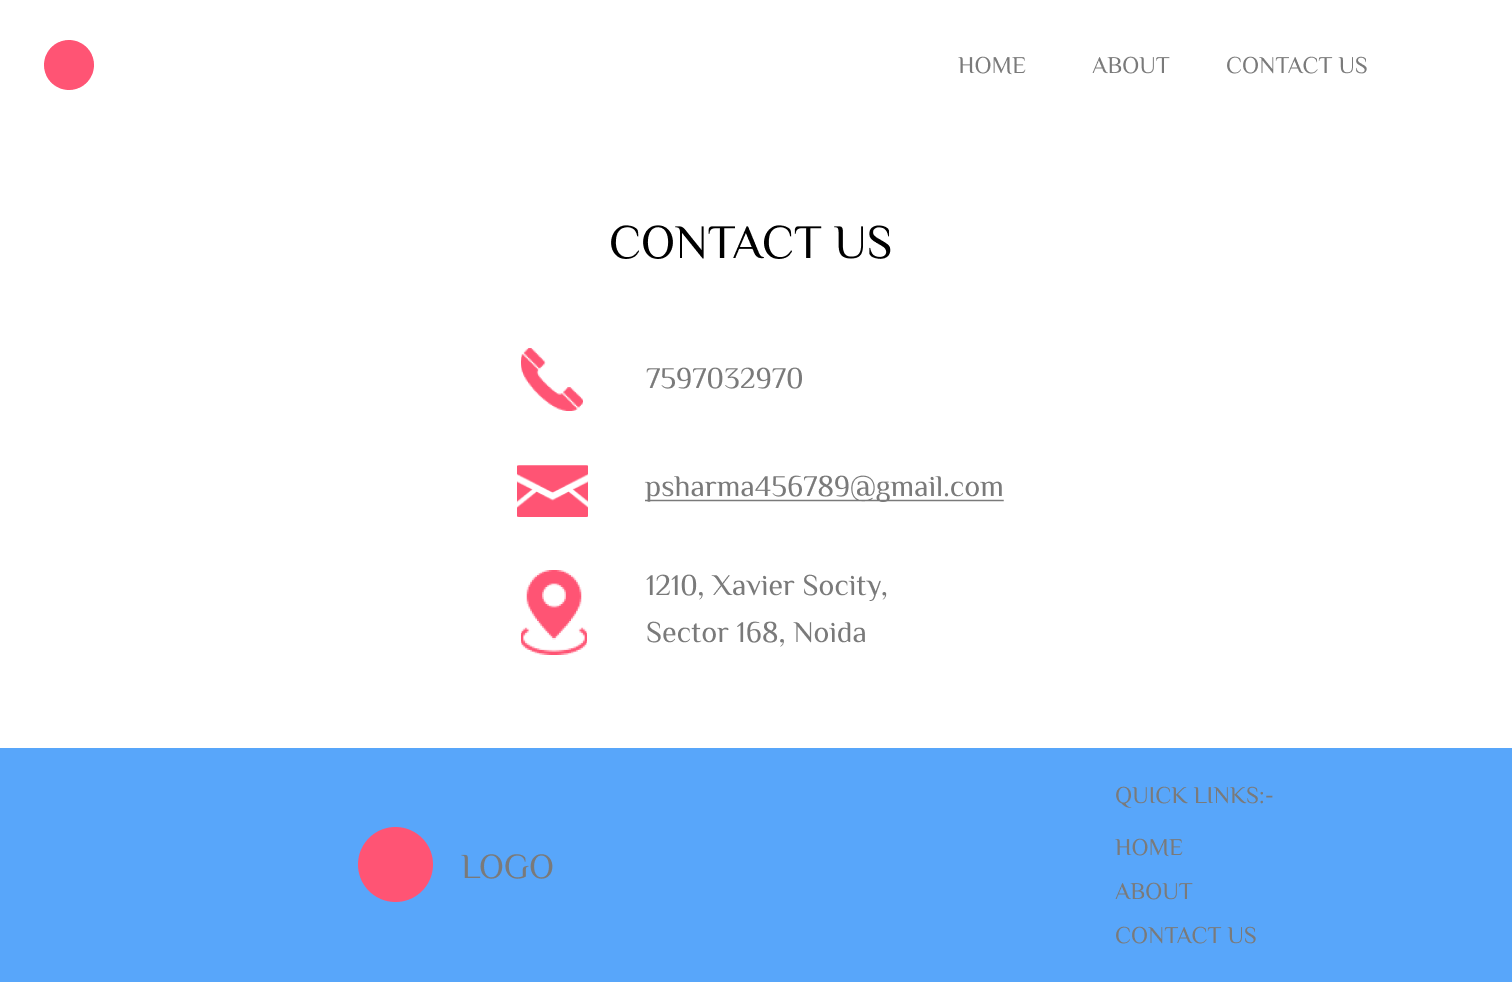 HOME
ABOUT
CONTACT US
CONTACT US
7597032970
psharma456789@gmail.com
1210, Xavier Socity,
Sector 168, Noida
LOGO
QUICK LINKS:-
HOME
ABOUT
CONTACT US